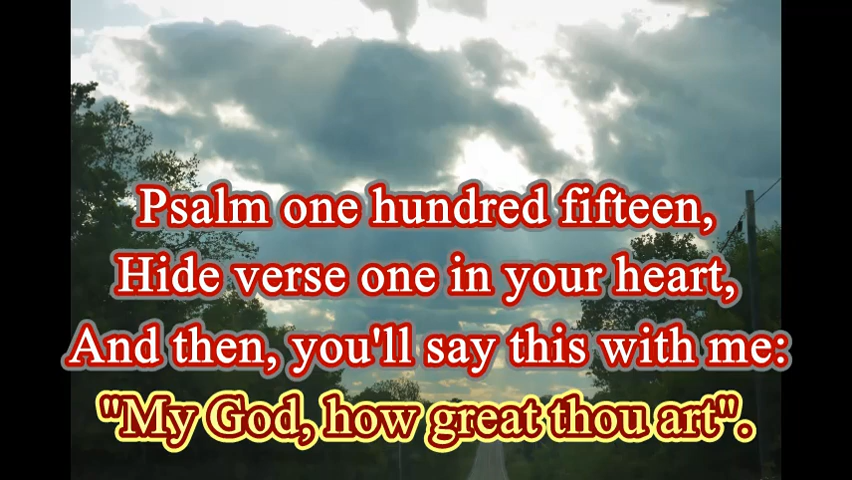 Psalm one hundred fifteen,
Hide verse one in your heart,
And then, you'll say this with me:
"My God, how great thou art".